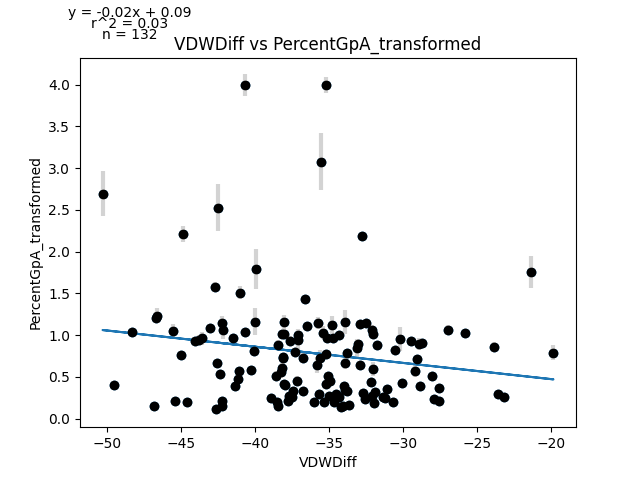 y = -0.02x + 0.09
r^2 = 0.03
n = 132
VDWDiff vs PercentGpA_transformed
PercentGpA_transformed
4.0
3.5
3.0
2.5
2.0
1.5
1.0
0.5
0.0
−50 −45 −40 −35 −30 −25 −20
VDWDiff